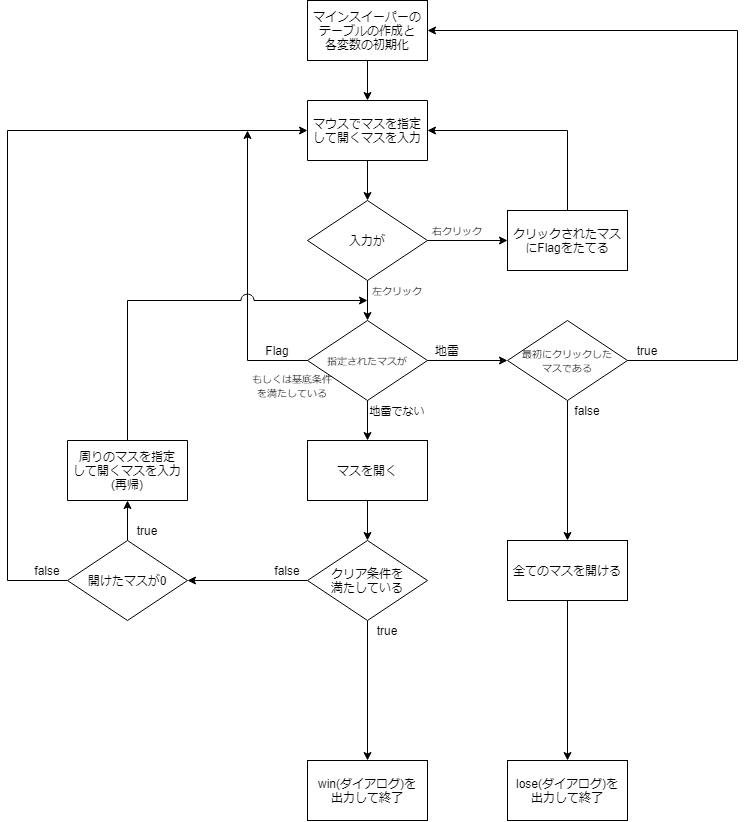 マインスイーパーの
テーブルの作成と
各変数の初期化
マウスでマスを指定
して開くマスを入力
入力が
右クリック
クリックされたマス
にFlagをたてる
左クリック
Flag
指定されたマスが
地雷
最初にクリックした
マスである
true
もしくは基底条件
を満たしている
地雷でない
false
周りのマスを指定
して開くマスを入力
(再帰)
マスを開く
true
false
開けたマスが0
false
クリア条件を
満たしている
全てのマスを開ける
true
win(ダイアログ)を
出力して終了
lose(ダイアログ)を
出力して終了